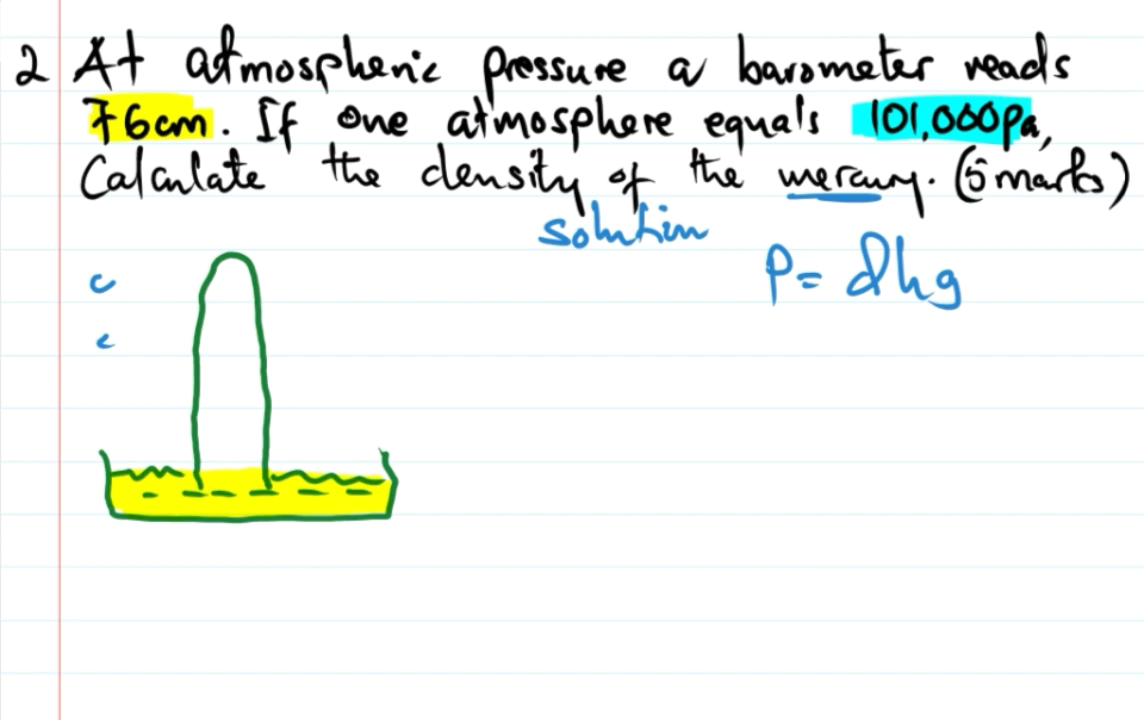 2 At atmospheric pressure a barometer reads
76cm. If one atmosphere equals 101,000pa,
Calculate the density of the mercury. (5 marks)
solution
P= ρhg